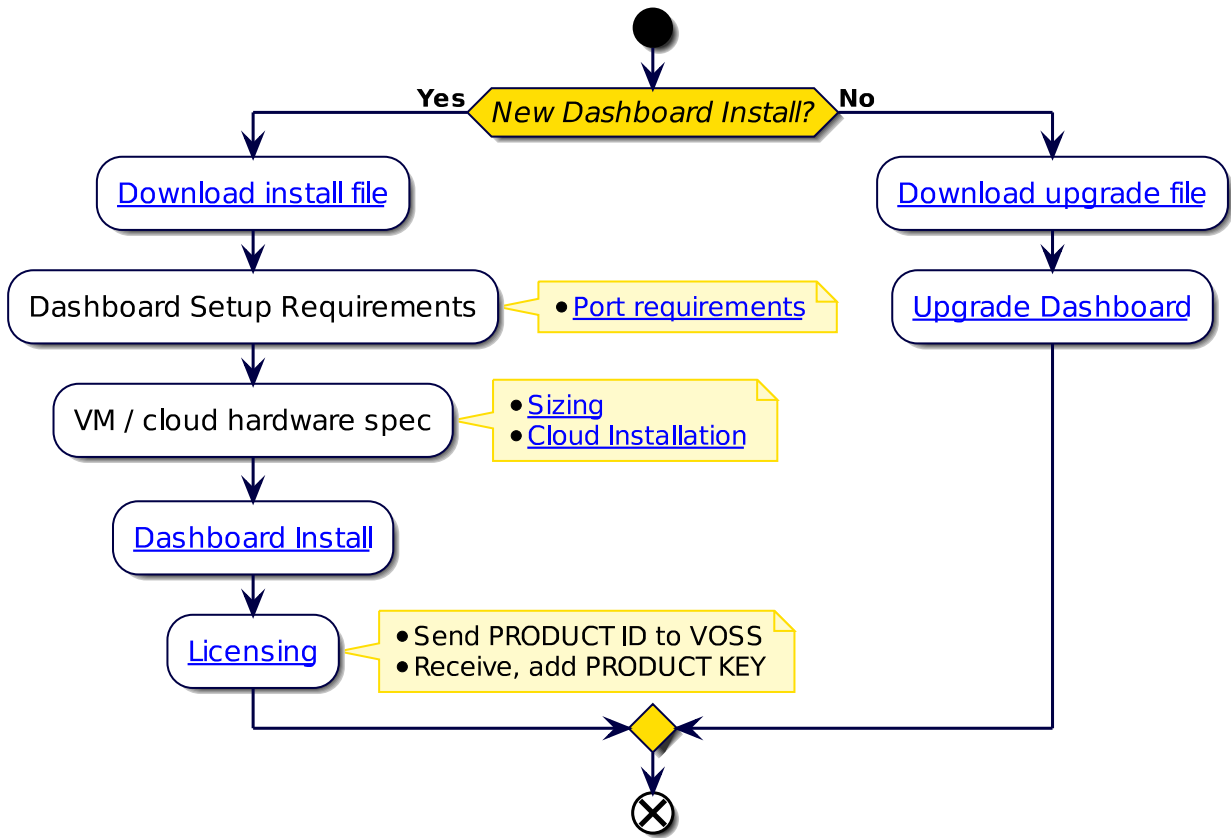 New Dashboard Install?
Yes
No
Download install file
Download upgrade file
Dashboard Setup Requirements
• Port requirements
Upgrade Dashboard
VM / cloud hardware spec
• Sizing
• Cloud Installation
Dashboard Install
Licensing
• Send PRODUCT ID to VOSS
• Receive, add PRODUCT KEY